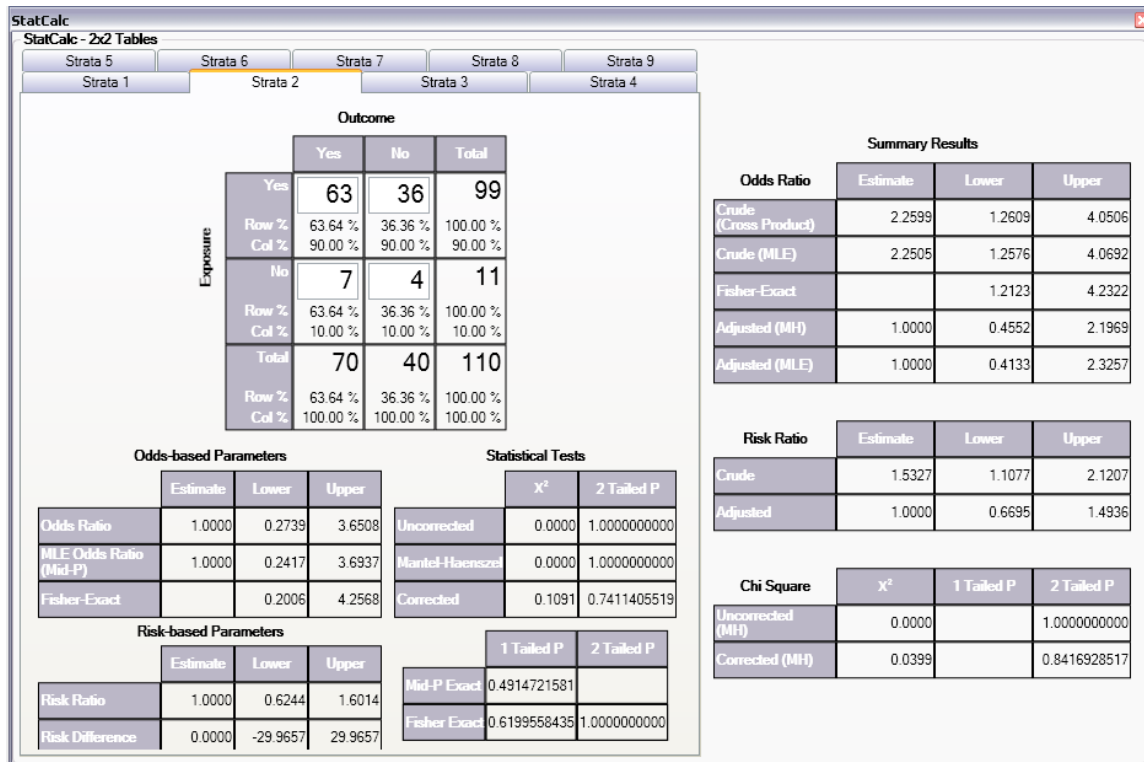 StatCalc
StatCalc - 2x2 Tables
Strata 5 Strata 6 Strata 7 Strata 8 Strata 9
Strata 1 Strata 2 Strata 3 Strata 4
Outcome
Yes No Total
Exposure
Yes 63 36 99
Row % 63.64 % 36.36 % 100.00 %
Col % 90.00 % 90.00 % 90.00 %
No 7 4 11
Row % 63.64 % 36.36 % 100.00 %
Col % 10.00 % 10.00 % 10.00 %
Total 70 40 110
Row % 63.64 % 36.36 % 100.00 %
Col % 100.00 % 100.00 % 100.00 %
Odds-based Parameters
Estimate Lower Upper
Odds Ratio 1.0000 0.2739 3.6508
MLE Odds Ratio (Mid-P) 1.0000 0.2417 3.6937
Fisher-Exact 0.2006 4.2568
Risk-based Parameters
Estimate Lower Upper
Risk Ratio 1.0000 0.6244 1.6014
Risk Difference 0.0000 -29.9657 29.9657
Statistical Tests
X² 2 Tailed P
Uncorrected 0.0000 1.0000000000
Mantel-Haenszel 0.0000 1.0000000000
Corrected 0.1091 0.7411405519
1 Tailed P 2 Tailed P
Mid-P Exact 0.4914721581
Fisher Exact 0.6199558435 1.0000000000
Summary Results
Odds Ratio Estimate Lower Upper
Crude (Cross Product) 2.2599 1.2609 4.0506
Crude (MLE) 2.2505 1.2576 4.0692
Fisher-Exact 1.2123 4.2322
Adjusted (MH) 1.0000 0.4552 2.1969
Adjusted (MLE) 1.0000 0.4133 2.3257
Risk Ratio Estimate Lower Upper
Crude 1.5327 1.1077 2.1207
Adjusted 1.0000 0.6695 1.4936
Chi Square X² 1 Tailed P 2 Tailed P
Uncorrected (MH) 0.0000 1.0000000000
Corrected (MH) 0.0399 0.8416928517